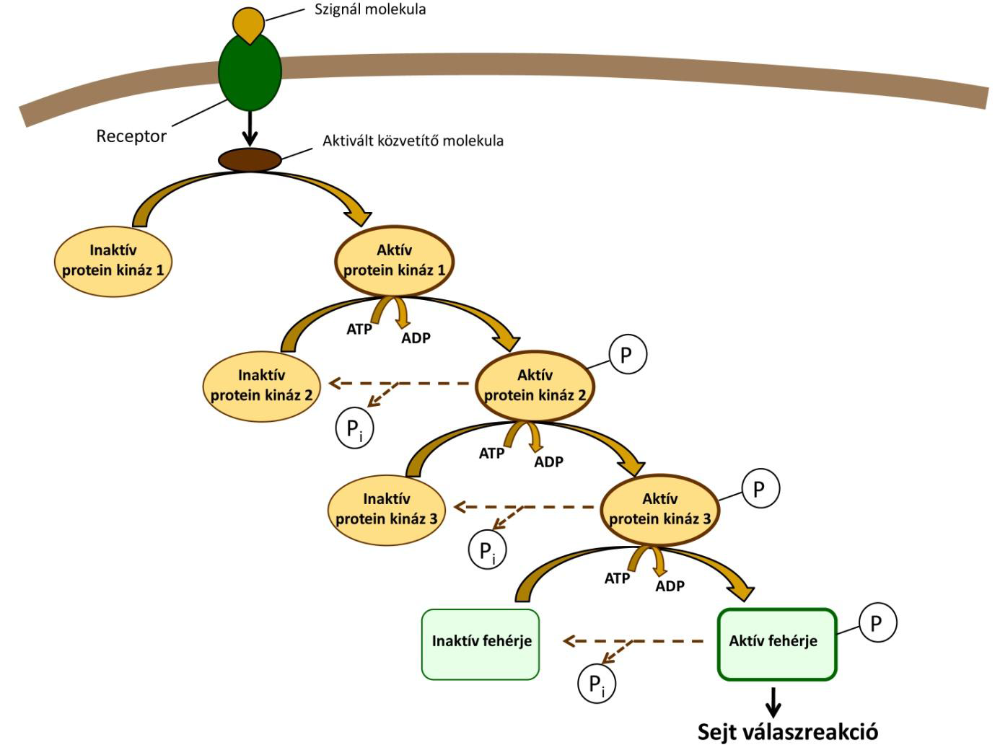 Szignál molekula
Receptor
Aktivált közvetítő molekula
Inaktív
protein kináz 1
Aktív
protein kináz 1
ATP
ADP
Inaktív
protein kináz 2
Aktív
protein kináz 2
P
Pi
ATP
ADP
Inaktív
protein kináz 3
Aktív
protein kináz 3
P
Pi
ATP
ADP
Inaktív fehérje
Aktív fehérje
P
Pi
Sejt válaszreakció